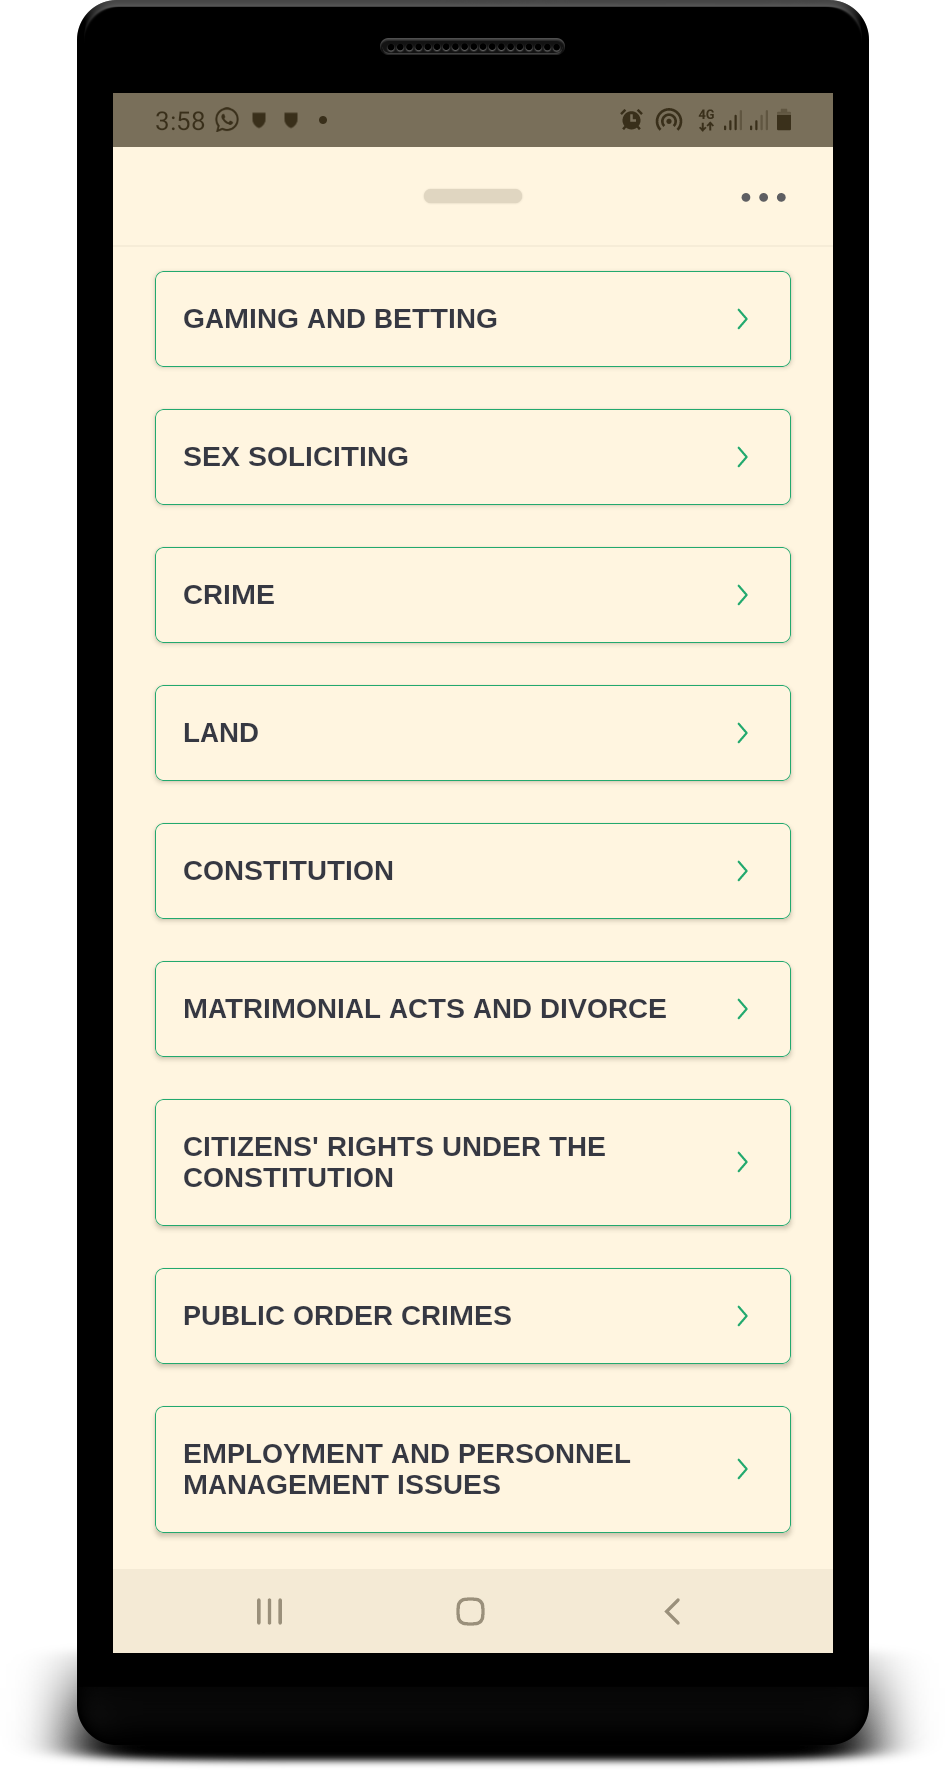 3:58
4G
GAMING AND BETTING
SEX SOLICITING
CRIME
LAND
CONSTITUTION
MATRIMONIAL ACTS AND DIVORCE
CITIZENS' RIGHTS UNDER THE
CONSTITUTION
PUBLIC ORDER CRIMES
EMPLOYMENT AND PERSONNEL
MANAGEMENT ISSUES